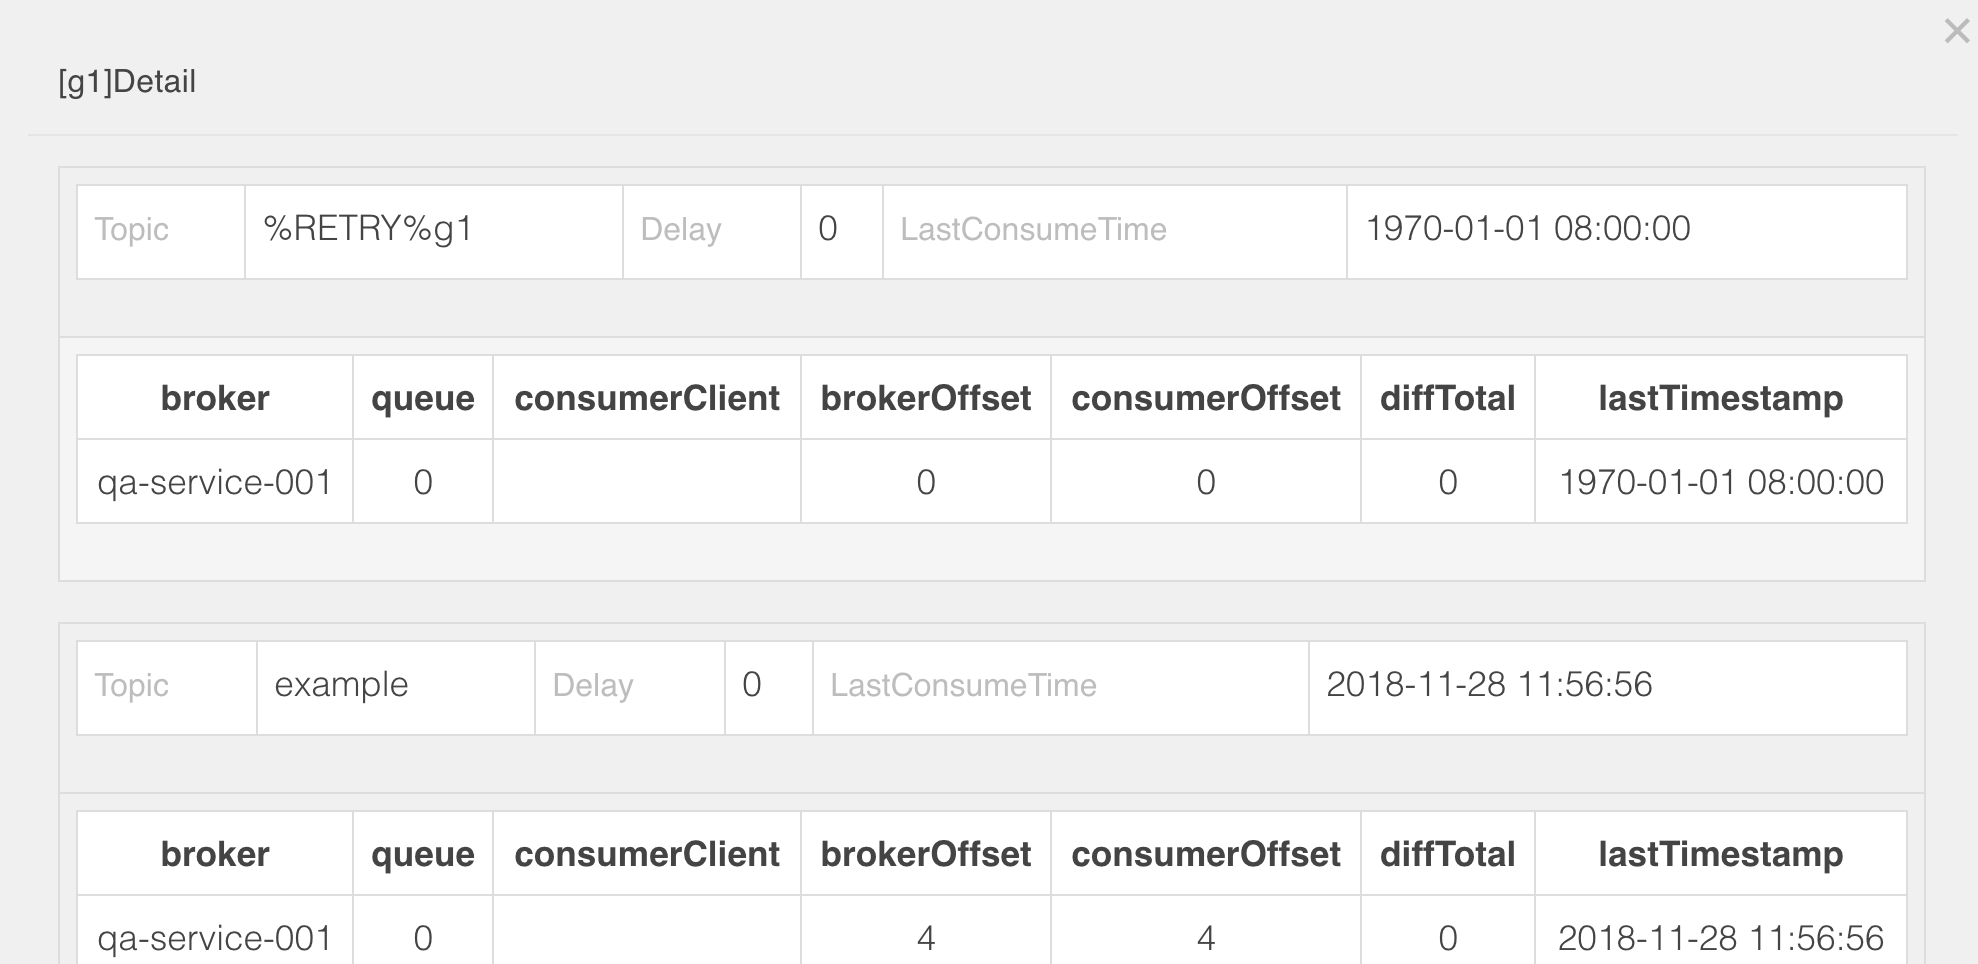 [g1]Detail
Topic %RETRY%g1 Delay 0 LastConsumeTime 1970-01-01 08:00:00
broker queue consumerClient brokerOffset consumerOffset diffTotal lastTimestamp
qa-service-001 0 0 0 0 1970-01-01 08:00:00
Topic example Delay 0 LastConsumeTime 2018-11-28 11:56:56
broker queue consumerClient brokerOffset consumerOffset diffTotal lastTimestamp
qa-service-001 0 4 4 0 2018-11-28 11:56:56